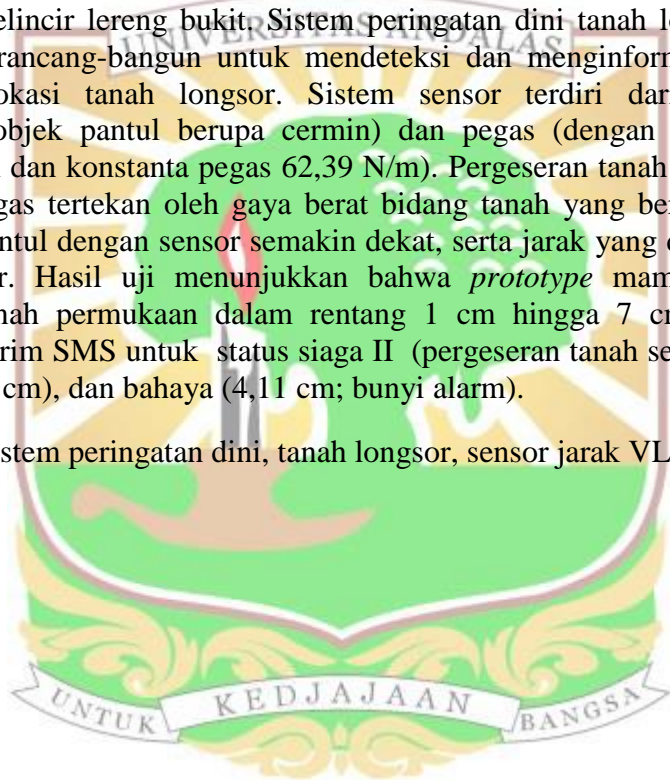 elincir lereng bukit. Sistem peringatan dini tanah lo
UNIVERSITAS ANDALAS
rancang-bangun untuk mendeteksi dan menginform
okasi tanah longsor. Sistem sensor terdiri dar
objek pantul berupa cermin) dan pegas (dengan
dan konstanta pegas 62,39 N/m). Pergeseran tanah
gas tertekan oleh gaya berat bidang tanah yang be
ntul dengan sensor semakin dekat, serta jarak yang
r. Hasil uji menunjukkan bahwa prototype mam
nah permukaan dalam rentang 1 cm hingga 7 c
rim SMS untuk status siaga II (pergeseran tanah se
cm), dan bahaya (4,11 cm; bunyi alarm).
stem peringatan dini, tanah longsor, sensor jarak VL
UNTUK KEDJAJAAN BANGSA